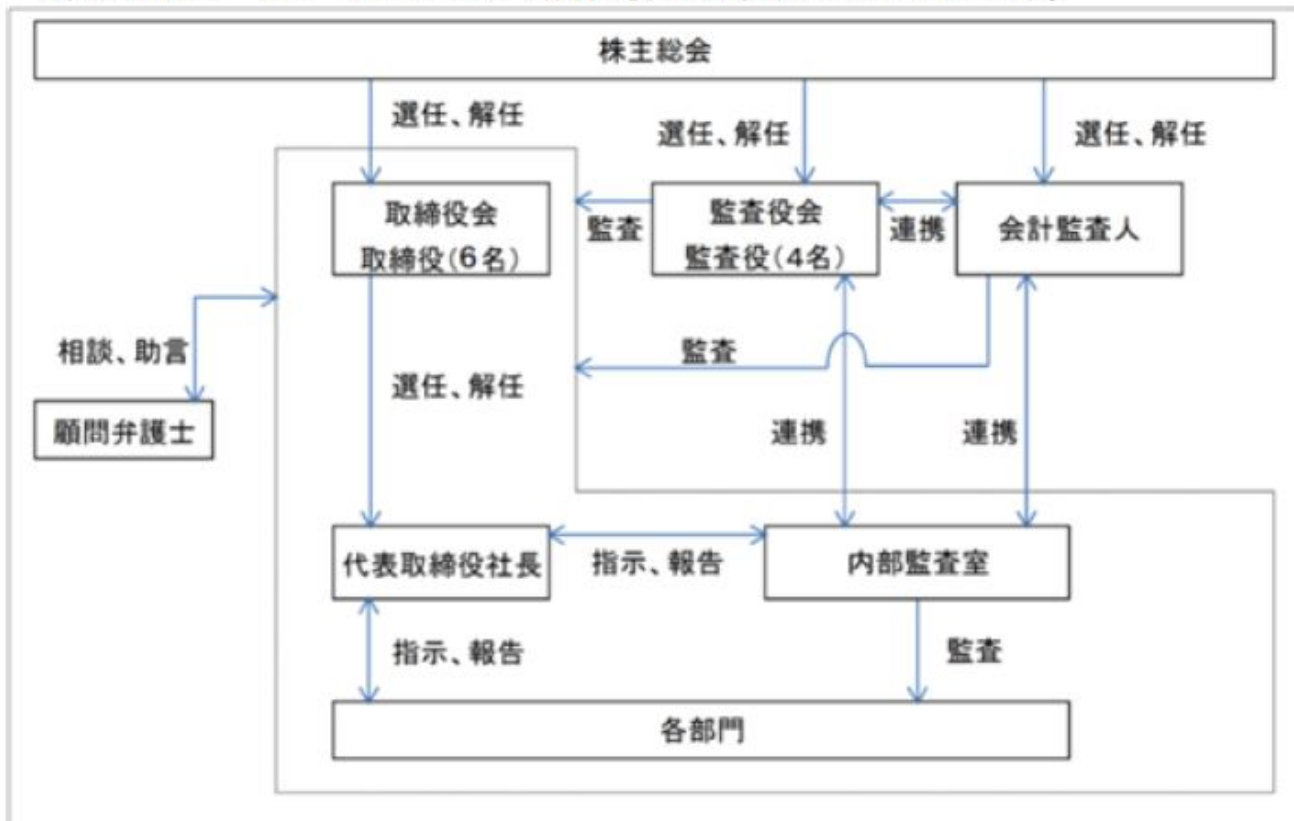 株主総会
選任、解任
選任、解任
選任、解任
取締役会
取締役(6名)
監査
監査役会
監査役(4名)
連携
会計監査人
相談、助言
監査
選任、解任
顧問弁護士
連携
連携
代表取締役社長
指示、報告
内部監査室
指示、報告
監査
各部門